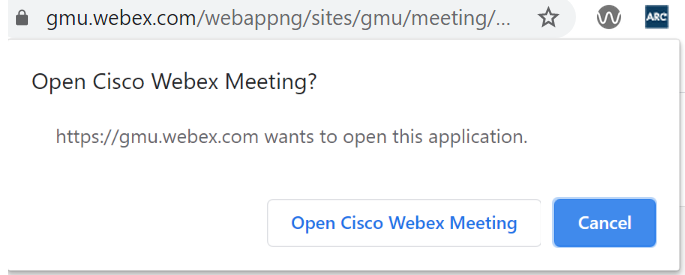 gmu.webex.com/webappng/sites/gmu/meeting/...
ARC
Open Cisco Webex Meeting?
https://gmu.webex.com wants to open this application.
Open Cisco Webex Meeting
Cancel